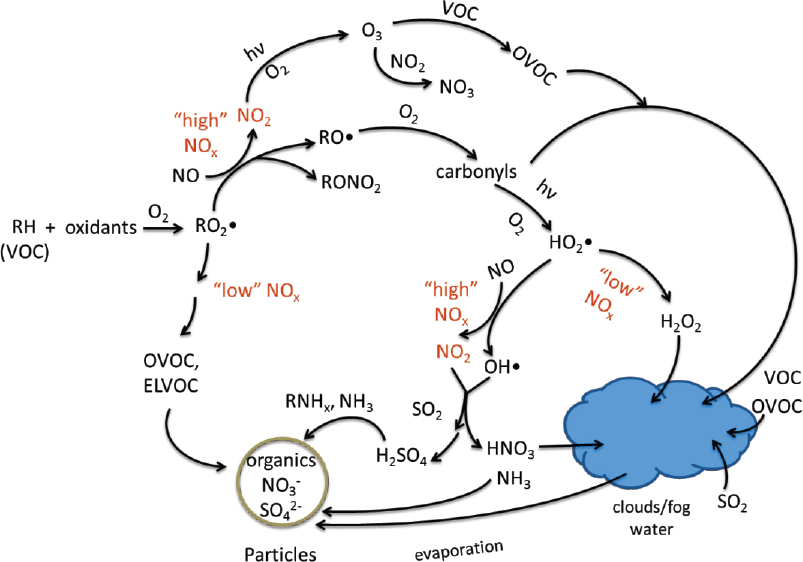 VOC
O₃
hν
O₂
NO₂
OVOC
NO₃
"high" NO₂
NOₓ
O₂
RO•
NO
RONO₂
carbonyls
hν
O₂
RH + oxidants
O₂
RO₂•
(VOC)
HO₂•
"low" NOₓ
NO
"high"
NOₓ
"low"
NOₓ
H₂O₂
NO₂
OH•
OVOC,
ELVOC
VOC
OVOC
RNHₓ, NH₃
SO₂
H₂SO₄
HNO₃
NH₃
organics
NO₃⁻
SO₄²⁻
clouds/fog
water
SO₂
Particles
evaporation